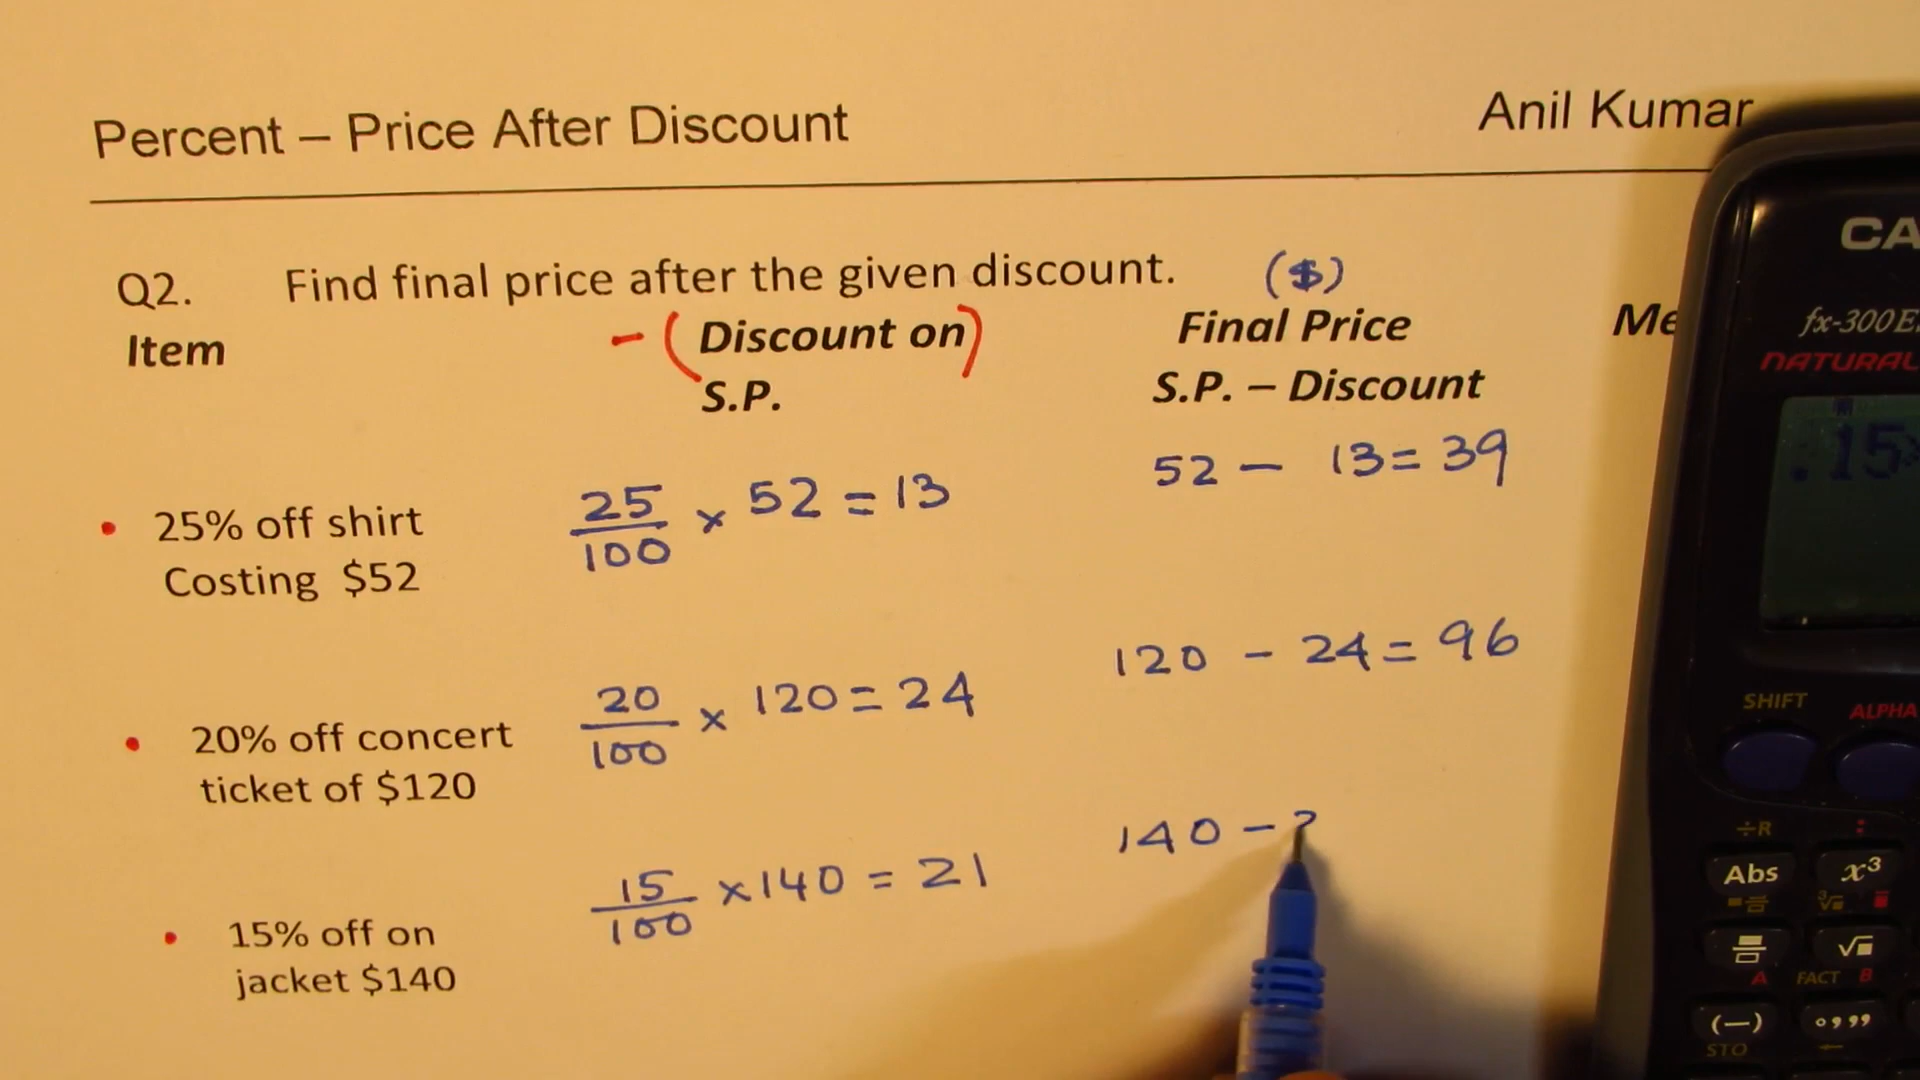 Percent – Price After Discount
Anil Kumar
Q2. Find final price after the given discount. ($)
Item
– ( Discount on )
S.P.
Final Price
S.P. – Discount
Me
25% off shirt
Costing $52
25/100 × 52 = 13
52 – 13 = 39
20% off concert
ticket of $120
20/100 × 120 = 24
120 – 24 = 96
15% off on
jacket $140
15/100 × 140 = 21
140 –
CA
fx-300E
NATURAL
.15
SHIFT
ALPHA
÷R :
Abs x³
√
A FACT B
(—) °,,,
STO